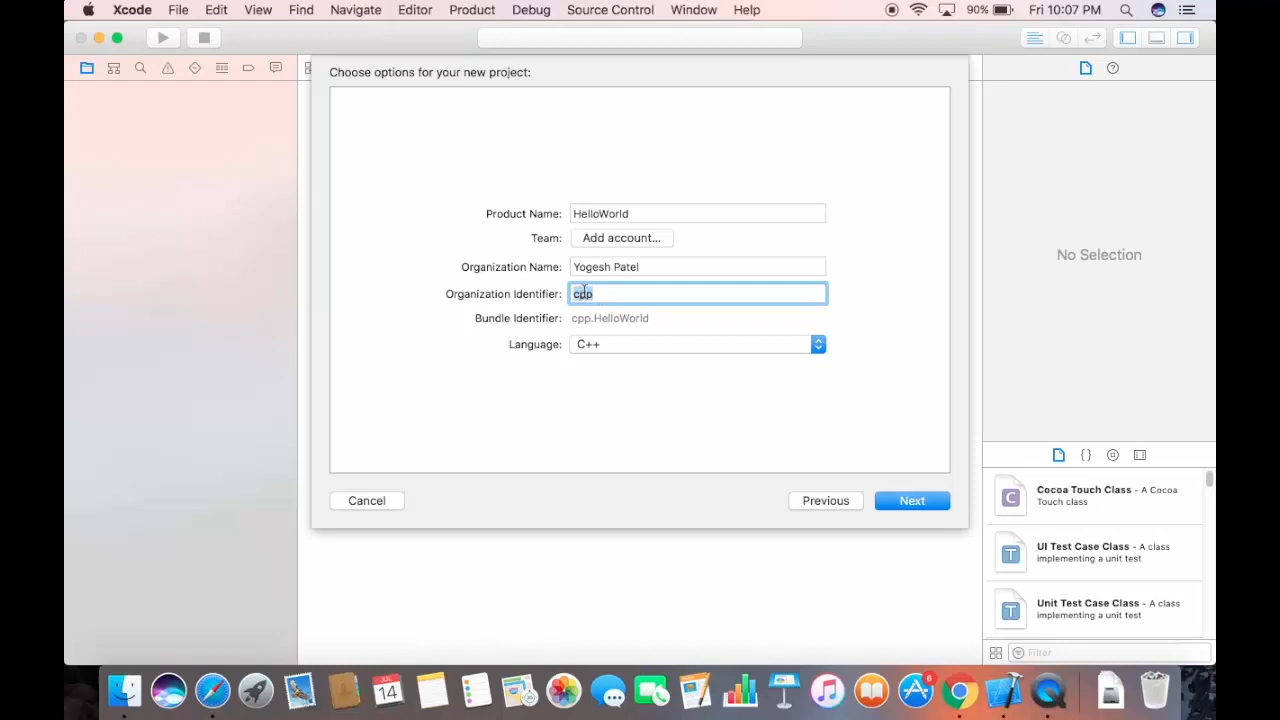 Xcode File Edit View Find Navigate Editor Product Debug Source Control Window Help 90% Fri 10:07 PM
Choose options for your new project:
Product Name: HelloWorld
Team: Add account...
Organization Name: Yogesh Patel
Organization Identifier: cpp
Bundle Identifier: cpp.HelloWorld
Language: C++
Cancel Previous Next
No Selection
{ }
C
Cocoa Touch Class - A Cocoa
Touch class
T
UI Test Case Class - A class
implementing a unit test
T
Unit Test Case Class - A class
implementing a unit test
Filter
JUL
14
6